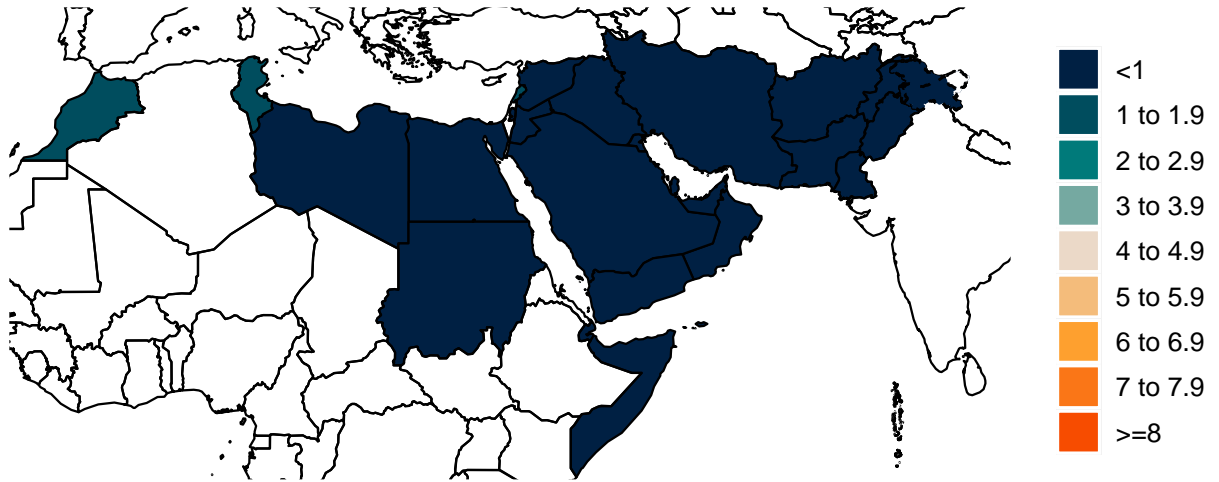 <1
1 to 1.9
2 to 2.9
3 to 3.9
4 to 4.9
5 to 5.9
6 to 6.9
7 to 7.9
>=8